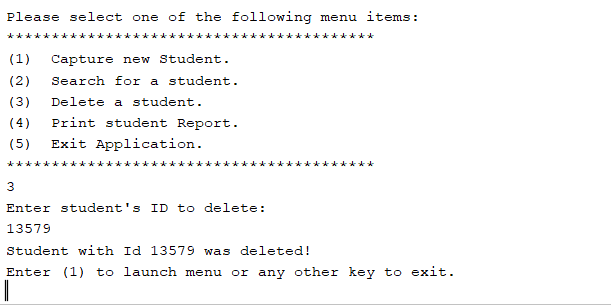 Please select one of the following menu items:
*****************************************
(1)  Capture new Student.
(2)  Search for a student.
(3)  Delete a student.
(4)  Print student Report.
(5)  Exit Application.
*****************************************
3
Enter student's ID to delete:
13579
Student with Id 13579 was deleted!
Enter (1) to launch menu or any other key to exit.